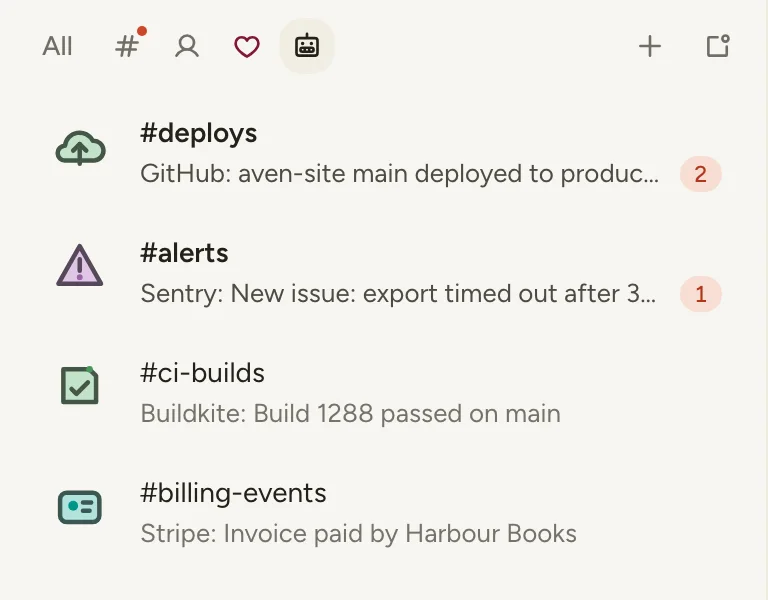 All
#deploys
GitHub: aven-site main deployed to produc...
2
#alerts
Sentry: New issue: export timed out after 3...
1
#ci-builds
Buildkite: Build 1288 passed on main
#billing-events
Stripe: Invoice paid by Harbour Books